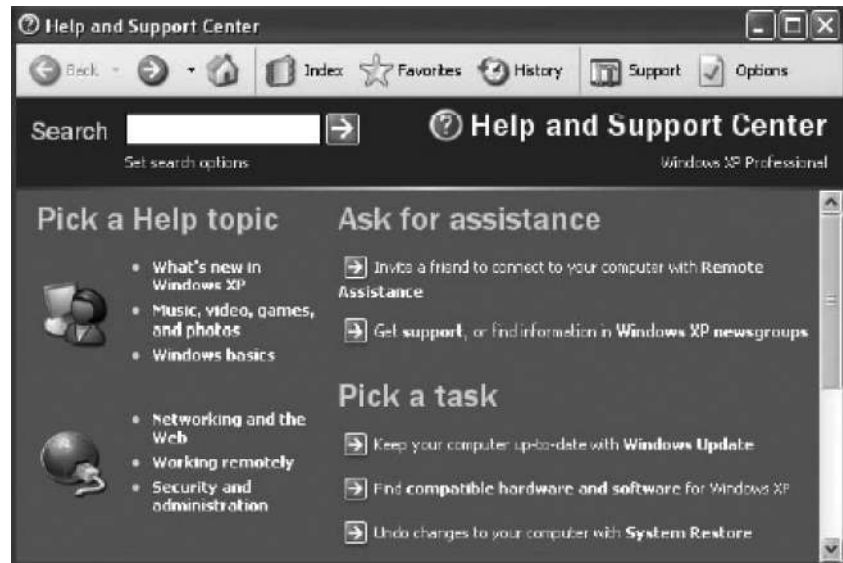 Help and Support Center
Back
Index
Favorites
History
Support
Options
Search
Set search options
Help and Support Center
Windows XP Professional
Pick a Help topic
What's new in
Windows XP
Music, video, games,
and photos
Windows basics
Networking and the
Web
Working remotely
Security and
administration
Ask for assistance
Invite a friend to connect to your computer with Remote
Assistance
Get support, or find information in Windows XP newsgroups
Pick a task
Keep your computer up-to-date with Windows Update
Find compatible hardware and software for Windows XP
Undo changes to your computer with System Restore